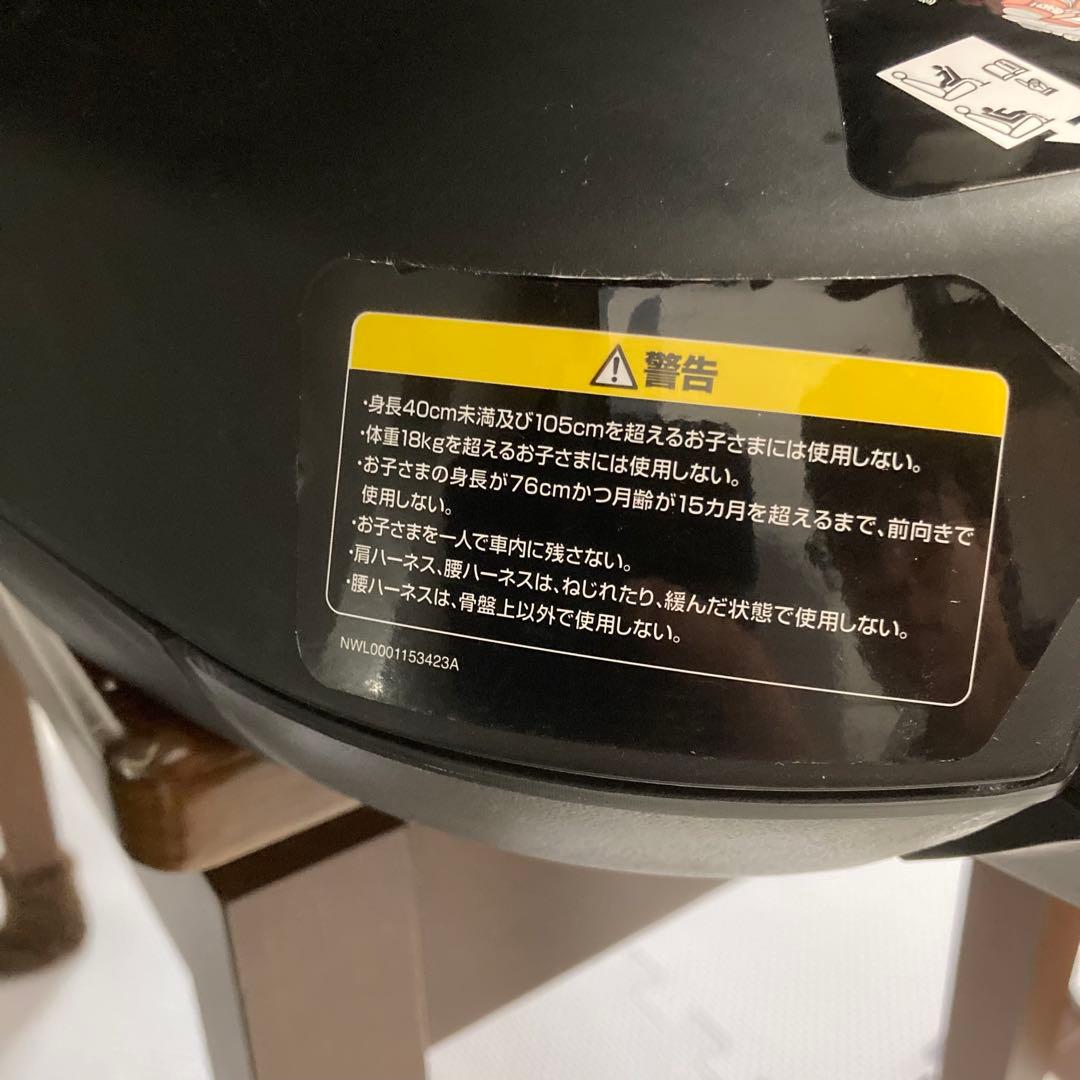 警告
・身長40cm未満及び105cmを超えるお子さまには使用しない。
・体重18kgを超えるお子さまには使用しない。
・お子さまの身長が76cmかつ月齢が15カ月を超えるまで、前向きで
使用しない。
・お子さまを一人で車内に残さない。
・肩ハーネス、腰ハーネスは、ねじれたり、緩んだ状態で使用しない。
・腰ハーネスは、骨盤上以外で使用しない。
NWL0001153423A